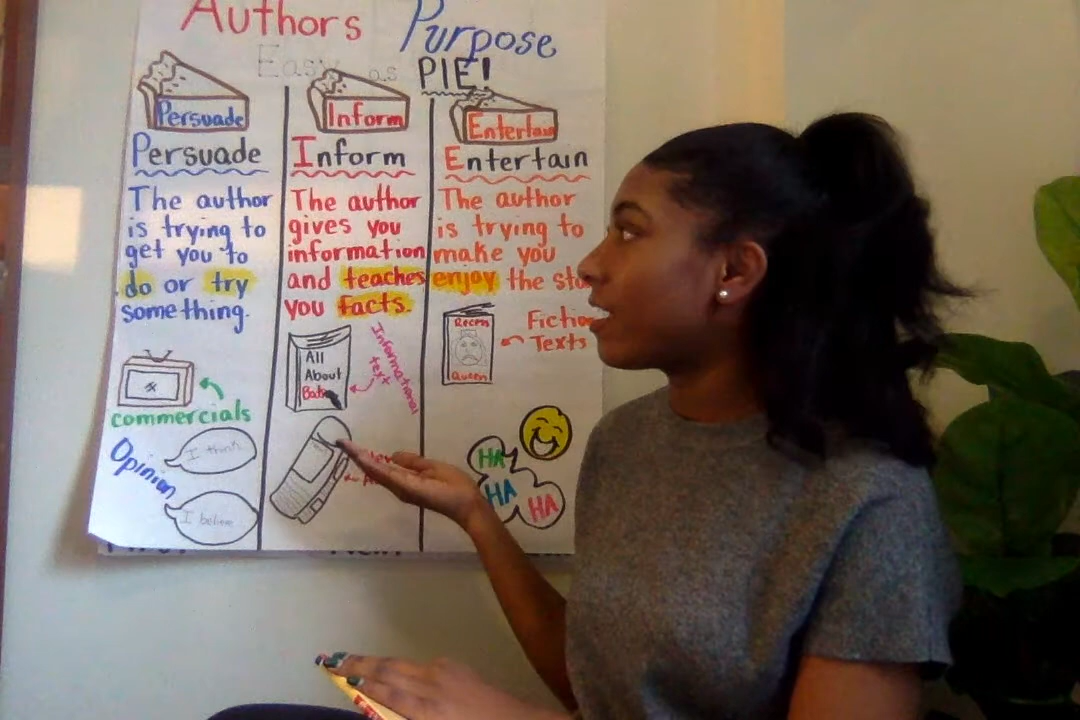 Authors Purpose
Easy as PIE!
Persuade
Persuade
The author
is trying to
get you to
do or try
something.
commercials
Opinion
I think
I believe
Inform
Inform
The author
gives you
information
and teaches
you facts.
All
About
Bats
Informational
text
Entertain
Entertain
The author
is trying to
make you
enjoy the
Recess
Queen
Fiction
Texts
HA
HA
HA